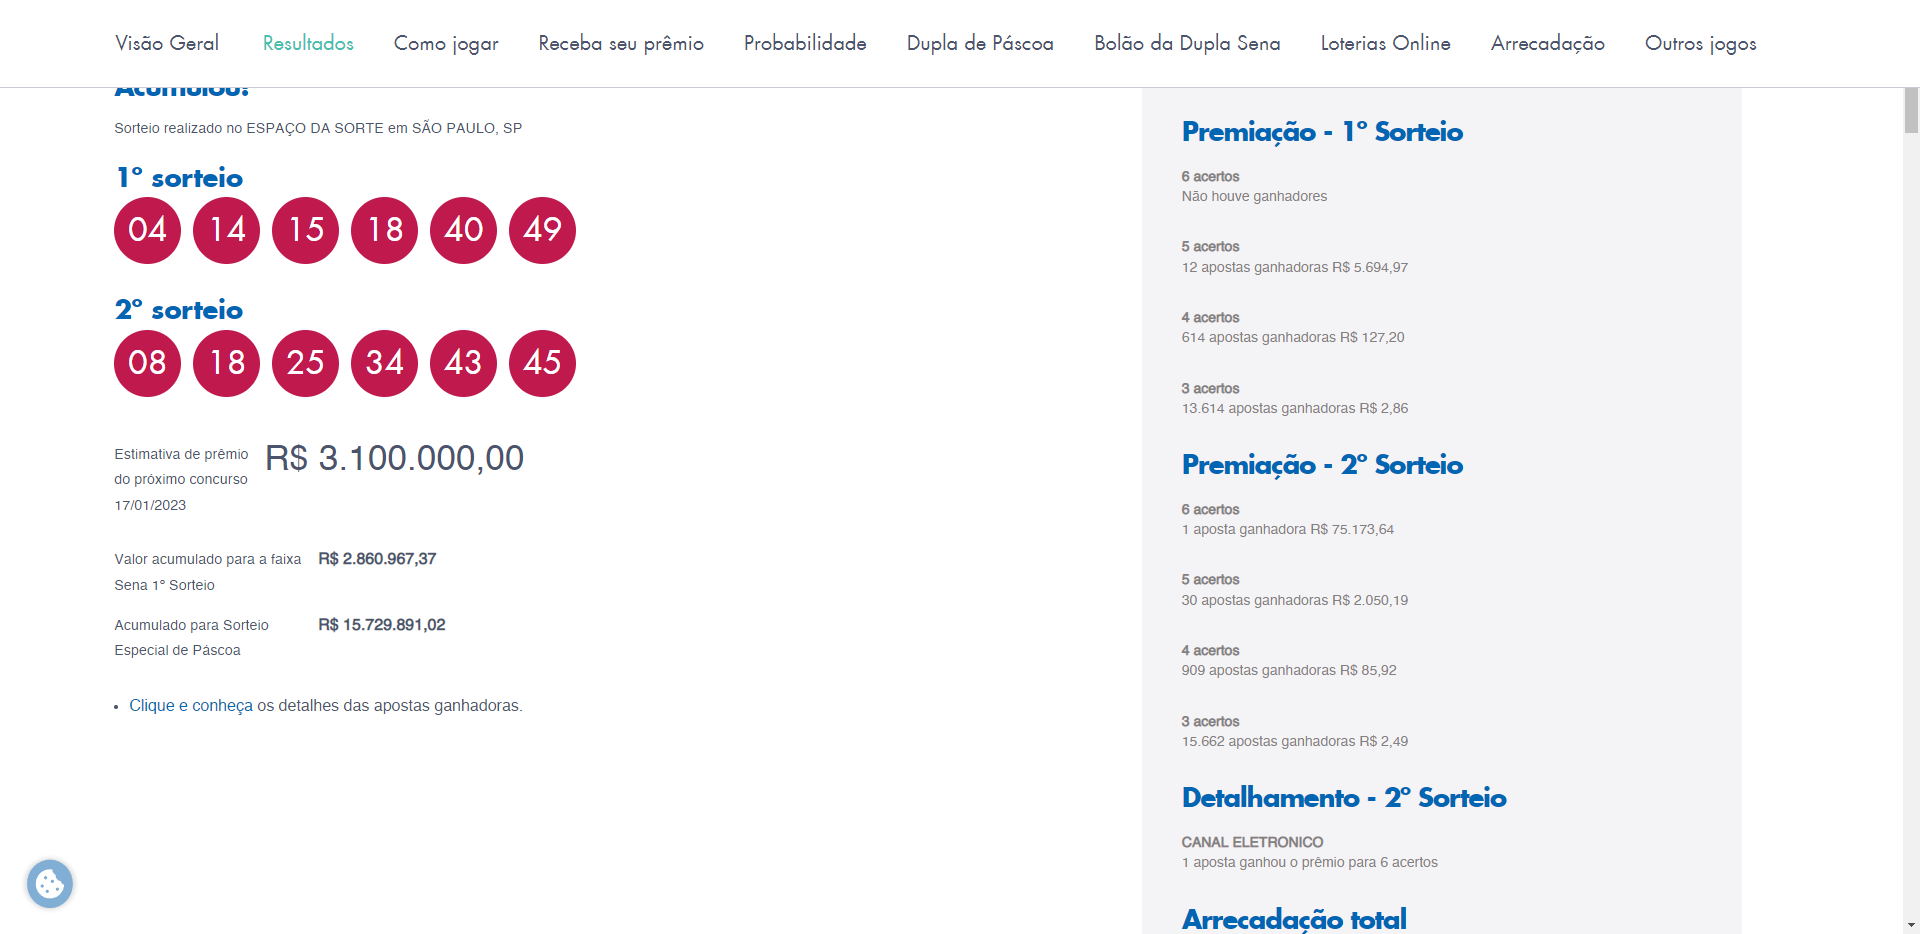 Visão Geral Resultados Como jogar Receba seu prêmio Probabilidade Dupla de Páscoa Bolão da Dupla Sena Loterias Online Arrecadação Outros jogos
Acumulou!
Sorteio realizado no ESPAÇO DA SORTE em SÃO PAULO, SP
1º sorteio
04 14 15 18 40 49
2º sorteio
08 18 25 34 43 45
Estimativa de prêmio
do próximo concurso
17/01/2023
R$ 3.100.000,00
Valor acumulado para a faixa
Sena 1º Sorteio
R$ 2.860.967,37
Acumulado para Sorteio
Especial de Páscoa
R$ 15.729.891,02
• Clique e conheça os detalhes das apostas ganhadoras.
Premiação - 1º Sorteio
6 acertos
Não houve ganhadores
5 acertos
12 apostas ganhadoras R$ 5.694,97
4 acertos
614 apostas ganhadoras R$ 127,20
3 acertos
13.614 apostas ganhadoras R$ 2,86
Premiação - 2º Sorteio
6 acertos
1 aposta ganhadora R$ 75.173,64
5 acertos
30 apostas ganhadoras R$ 2.050,19
4 acertos
909 apostas ganhadoras R$ 85,92
3 acertos
15.662 apostas ganhadoras R$ 2,49
Detalhamento - 2º Sorteio
CANAL ELETRONICO
1 aposta ganhou o prêmio para 6 acertos
Arrecadação total